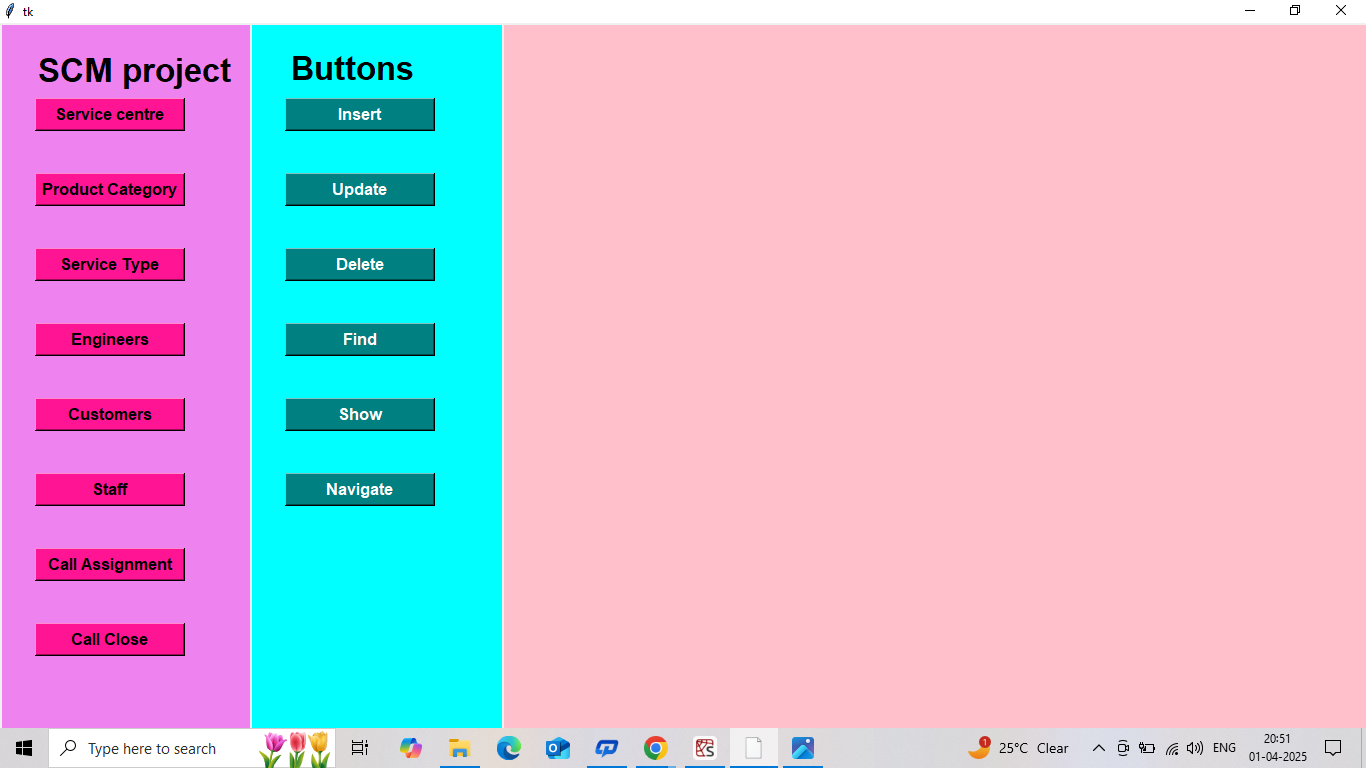 tk
SCM project
Service centre
Product Category
Service Type
Engineers
Customers
Staff
Call Assignment
Call Close
Buttons
Insert
Update
Delete
Find
Show
Navigate
Type here to search
1
25°C Clear
ENG
20:51
01-04-2025